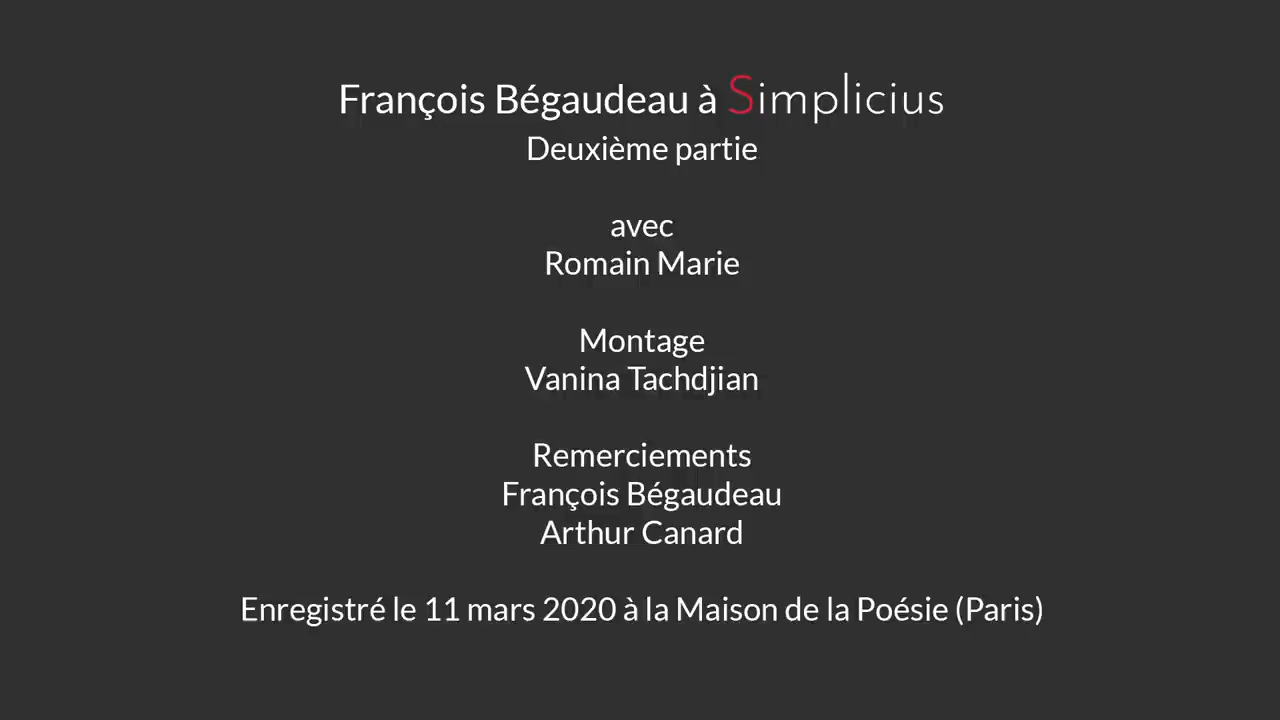 François Bégaudeau à Simplicius
Deuxième partie
avec
Romain Marie
Montage
Vanina Tachdjian
Remerciements
François Bégaudeau
Arthur Canard
Enregistré le 11 mars 2020 à la Maison de la Poésie (Paris)